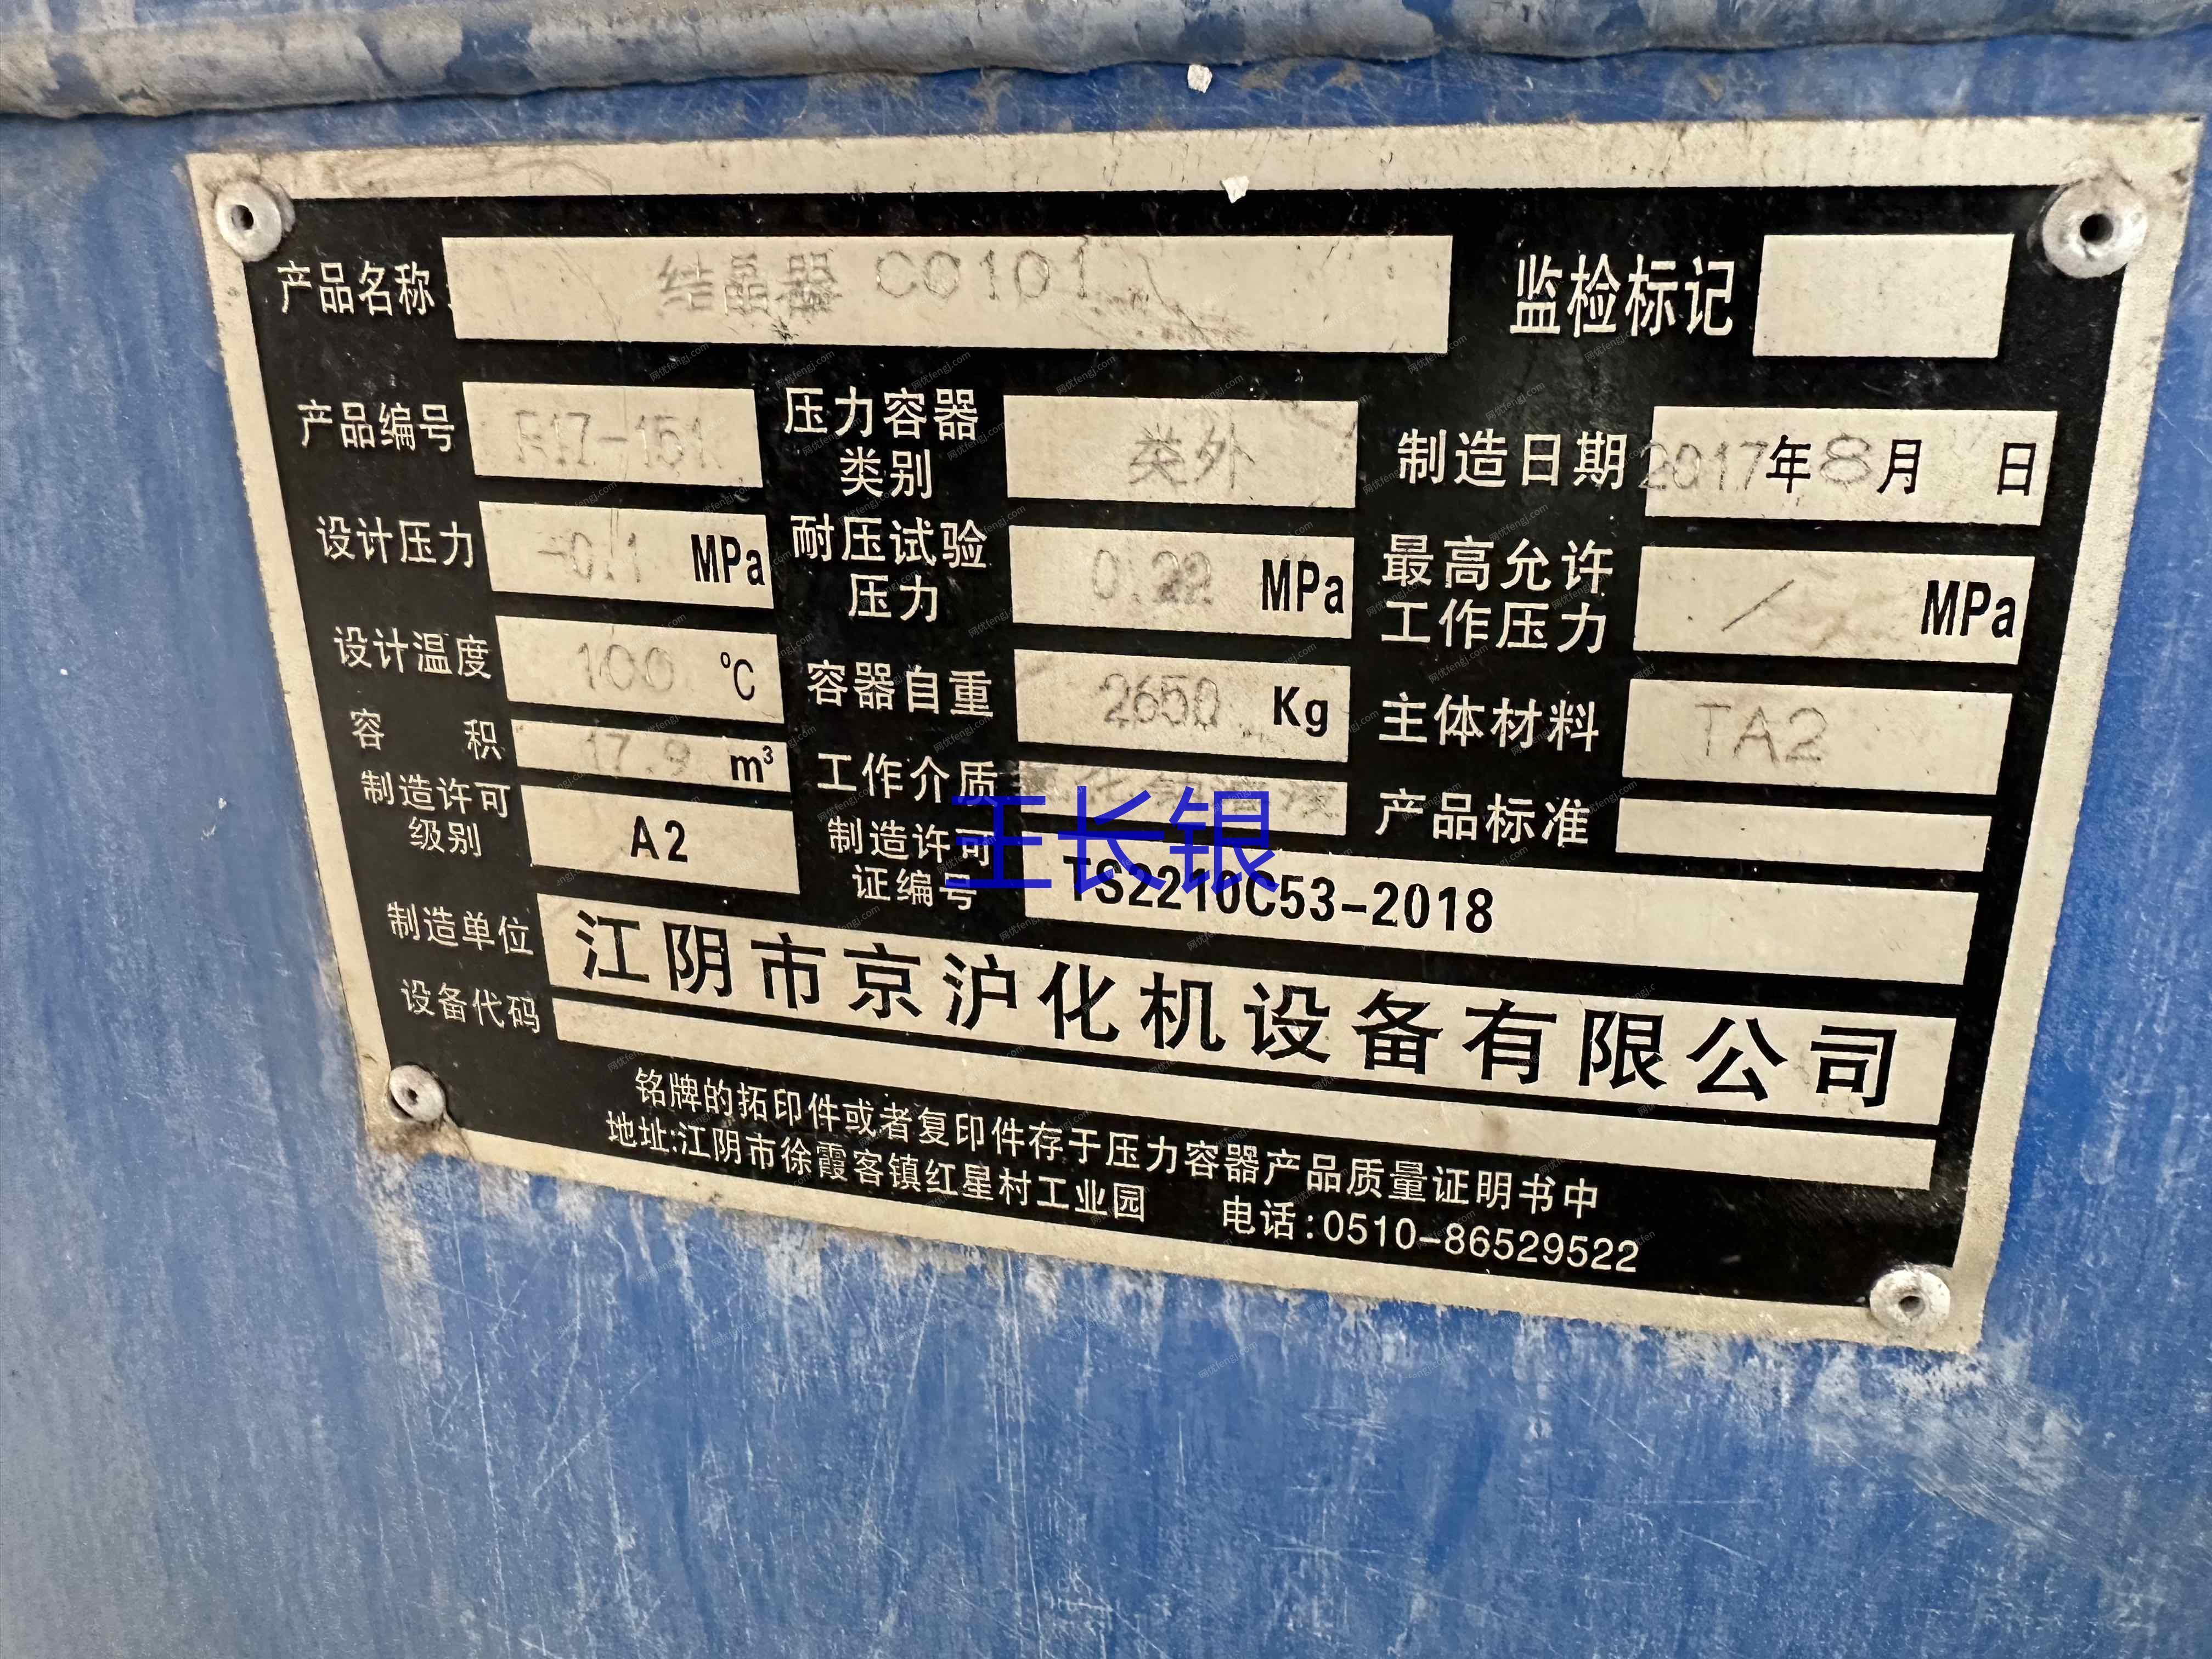 产品名称 结晶器 C0101 监检标记
产品编号 R17-151 压力容器类别 类外 制造日期 2017年8月 日
设计压力 -0.1 MPa 耐压试验压力 0.22 MPa 最高允许工作压力 / MPa
设计温度 100 ℃ 容器自重 2650 Kg 主体材料 TA2
容积 17.9 m³ 工作介质 产品标准
制造许可级别 A2 制造许可证编号 TS2210C53-2018
王长银
制造单位 江阴市京沪化机设备有限公司
设备代码
铭牌的拓印件或者复印件存于压力容器产品质量证明书中
地址:江阴市徐霞客镇红星村工业园 电话:0510-86529522